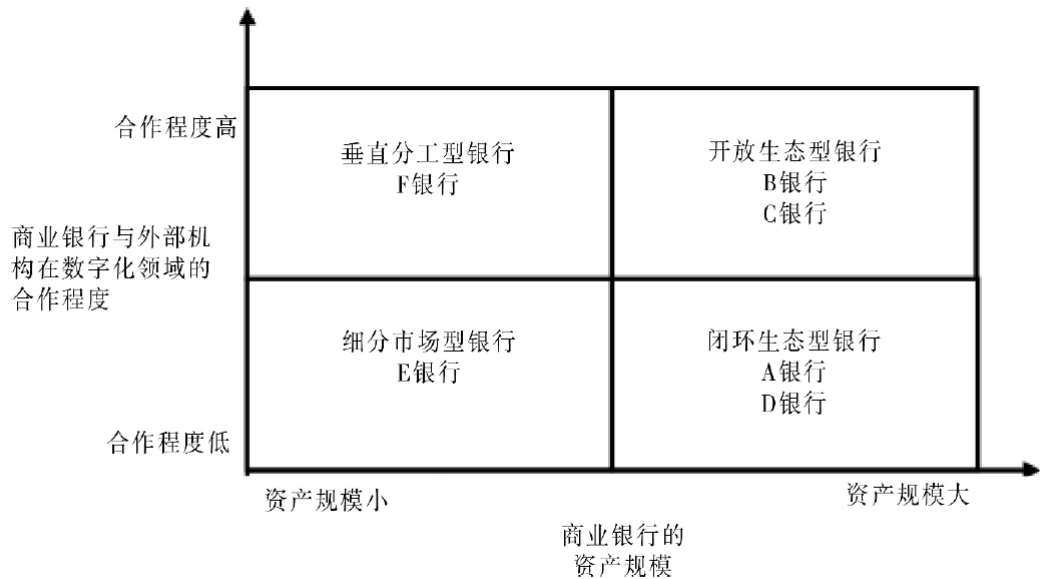 合作程度高
垂直分工型银行
F银行
开放生态型银行
B银行
C银行
商业银行与外部机
构在数字化领域的
合作程度
细分市场型银行
E银行
闭环生态型银行
A银行
D银行
合作程度低
资产规模小
资产规模大
商业银行的
资产规模